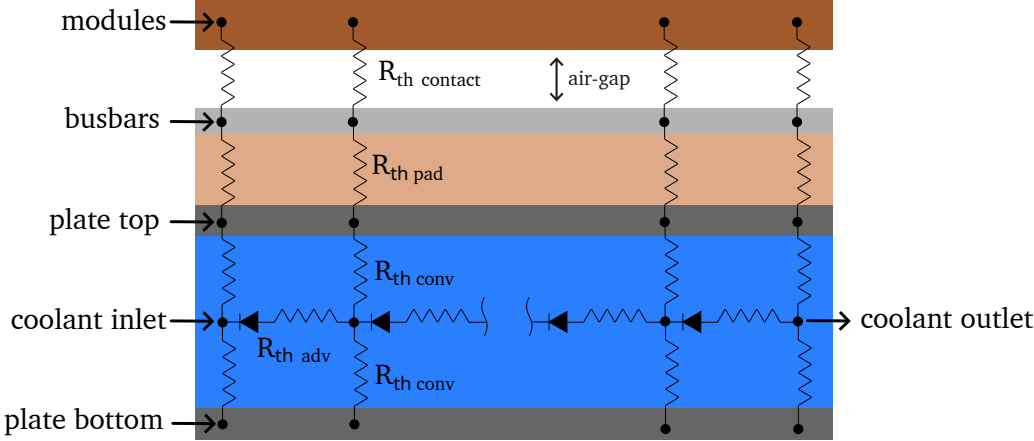 modules
R_th contact
air-gap
busbars
R_th pad
plate top
R_th conv
coolant inlet
coolant outlet
R_th adv
R_th conv
plate bottom